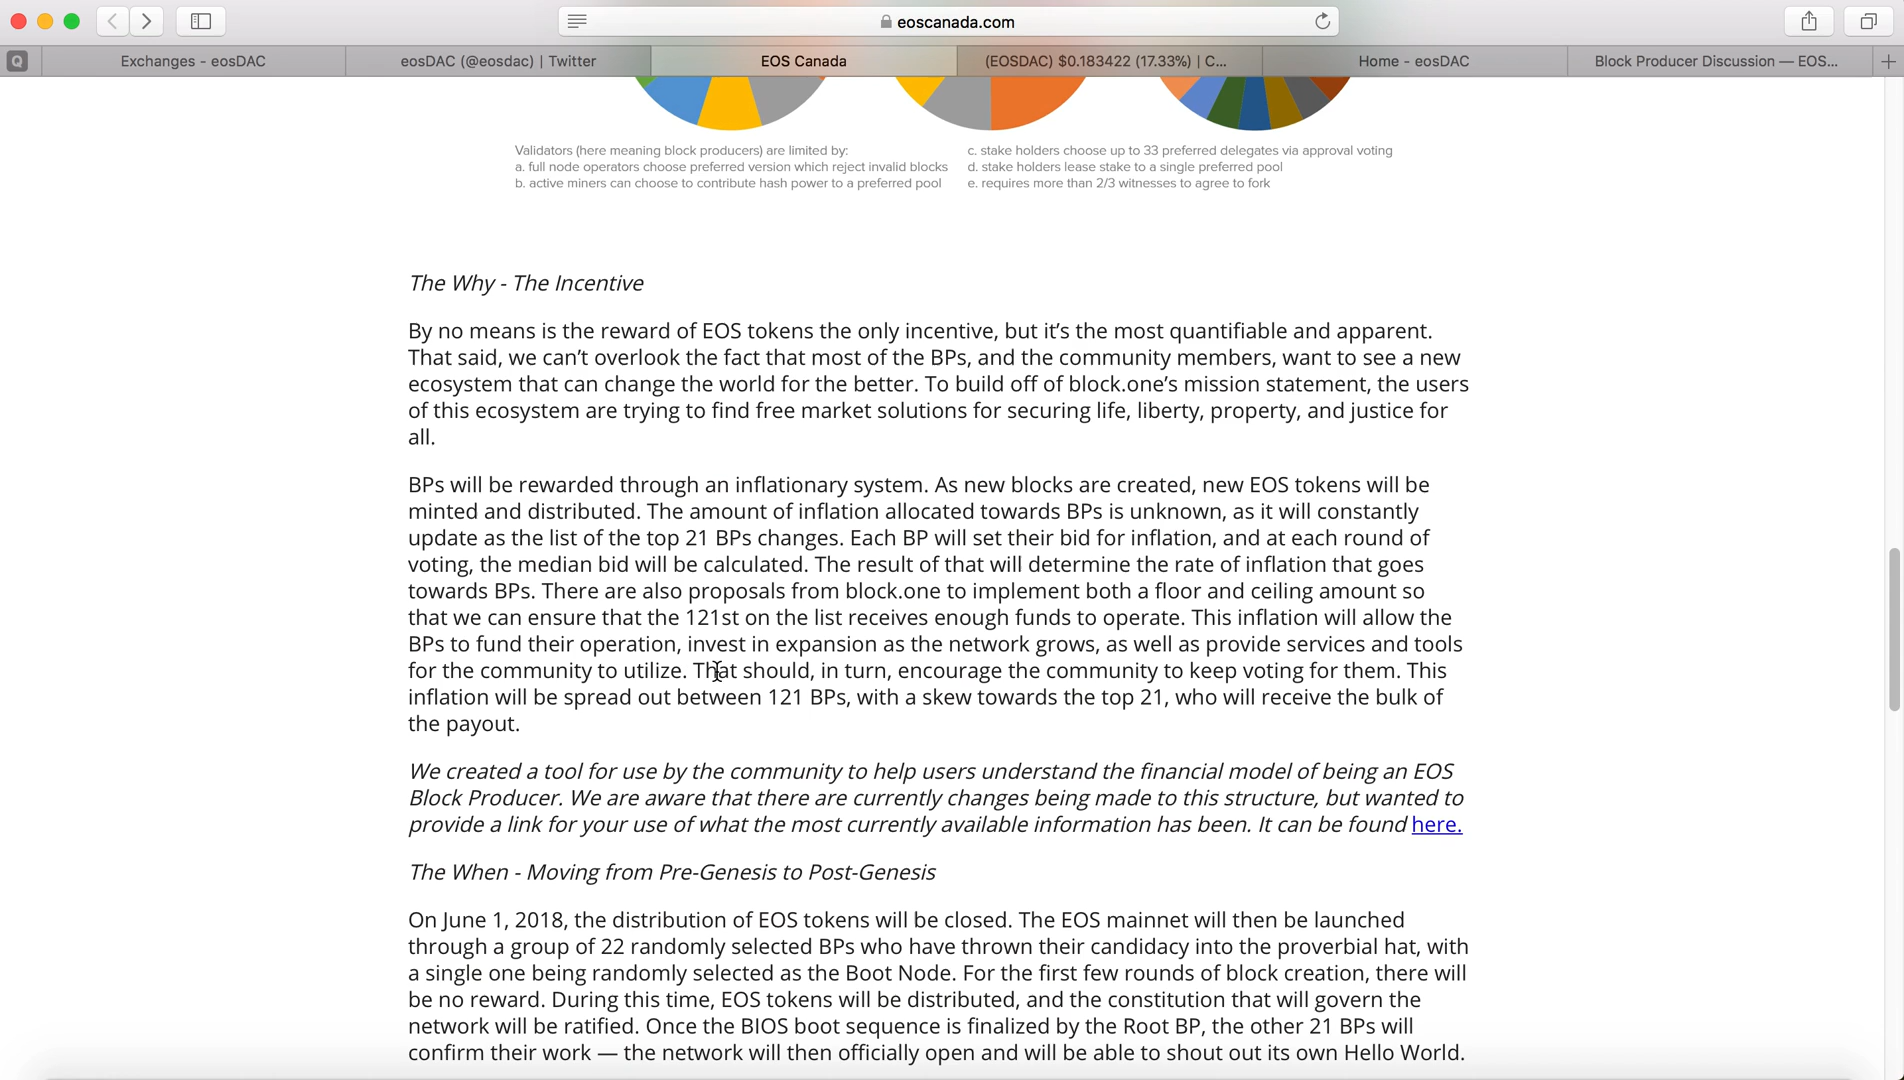 eoscanada.com
Exchanges - eosDAC
eosDAC (@eosdac) | Twitter
EOS Canada
(EOSDAC) $0.183422 (17.33%) | C...
Home - eosDAC
Block Producer Discussion — EOS...
Validators (here meaning block producers) are limited by:
a. full node operators choose preferred version which reject invalid blocks
b. active miners can choose to contribute hash power to a preferred pool
c. stake holders choose up to 33 preferred delegates via approval voting
d. stake holders lease stake to a single preferred pool
e. requires more than 2/3 witnesses to agree to fork
The Why - The Incentive
By no means is the reward of EOS tokens the only incentive, but it’s the most quantifiable and apparent.
That said, we can’t overlook the fact that most of the BPs, and the community members, want to see a new
ecosystem that can change the world for the better. To build off of block.one’s mission statement, the users
of this ecosystem are trying to find free market solutions for securing life, liberty, property, and justice for
all.
BPs will be rewarded through an inflationary system. As new blocks are created, new EOS tokens will be
minted and distributed. The amount of inflation allocated towards BPs is unknown, as it will constantly
update as the list of the top 21 BPs changes. Each BP will set their bid for inflation, and at each round of
voting, the median bid will be calculated. The result of that will determine the rate of inflation that goes
towards BPs. There are also proposals from block.one to implement both a floor and ceiling amount so
that we can ensure that the 121st on the list receives enough funds to operate. This inflation will allow the
BPs to fund their operation, invest in expansion as the network grows, as well as provide services and tools
for the community to utilize. That should, in turn, encourage the community to keep voting for them. This
inflation will be spread out between 121 BPs, with a skew towards the top 21, who will receive the bulk of
the payout.
We created a tool for use by the community to help users understand the financial model of being an EOS
Block Producer. We are aware that there are currently changes being made to this structure, but wanted to
provide a link for your use of what the most currently available information has been. It can be found here.
The When - Moving from Pre-Genesis to Post-Genesis
On June 1, 2018, the distribution of EOS tokens will be closed. The EOS mainnet will then be launched
through a group of 22 randomly selected BPs who have thrown their candidacy into the proverbial hat, with
a single one being randomly selected as the Boot Node. For the first few rounds of block creation, there will
be no reward. During this time, EOS tokens will be distributed, and the constitution that will govern the
network will be ratified. Once the BIOS boot sequence is finalized by the Root BP, the other 21 BPs will
confirm their work — the network will then officially open and will be able to shout out its own Hello World.